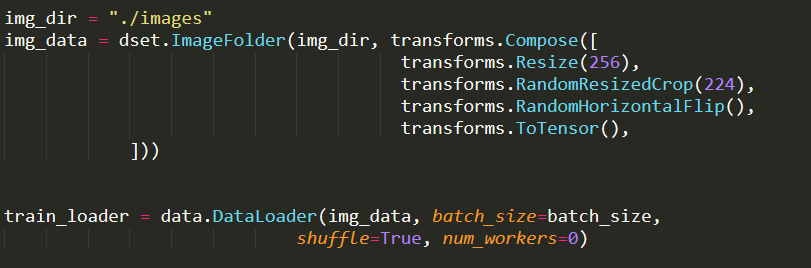 img_dir = "./images"
img_data = dset.ImageFolder(img_dir, transforms.Compose([
transforms.Resize(256),
transforms.RandomResizedCrop(224),
transforms.RandomHorizontalFlip(),
transforms.ToTensor(),
]))
train_loader = data.DataLoader(img_data, batch_size=batch_size,
shuffle=True, num_workers=0)